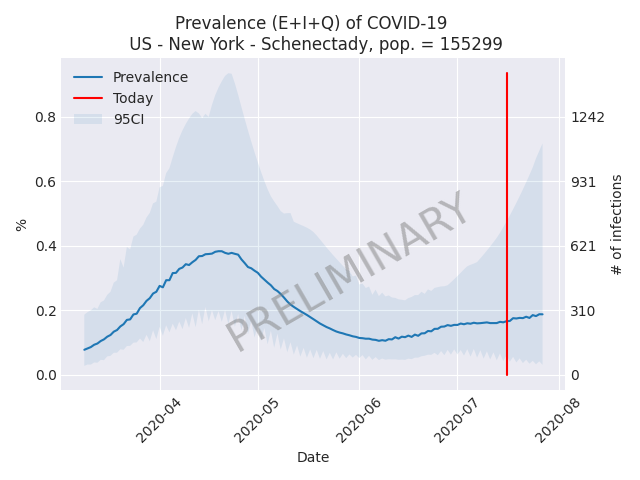 Prevalence (E+I+Q) of COVID-19
US - New York - Schenectady, pop. = 155299
Prevalence
Today
95CI
0.8
0.6
0.4
0.2
0.0
%
1242
931
621
310
0
# of infections
PRELIMINARY
2020-04
2020-05
2020-06
2020-07
2020-08
Date